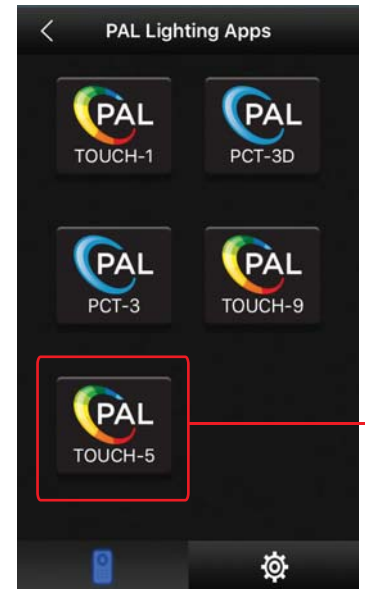 PAL Lighting Apps
PAL
TOUCH-1
PAL
PCT-3D
PAL
PCT-3
PAL
TOUCH-9
PAL
TOUCH-5